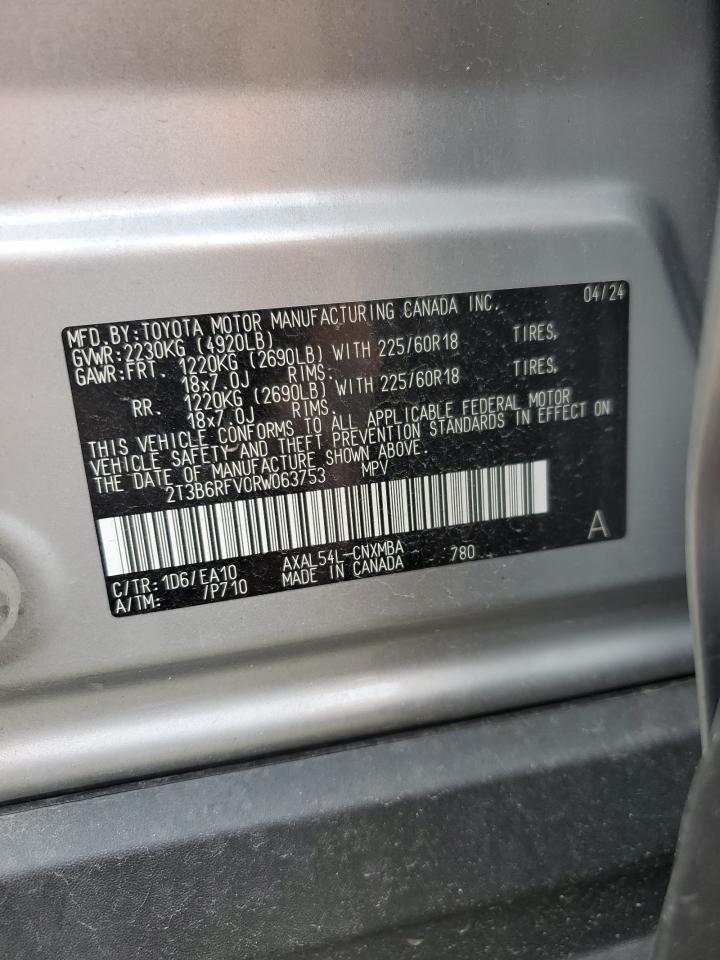 MFD.BY:TOYOTA MOTOR MANUFACTURING CANADA INC. 04/24
GVWR:2230KG (4920LB)
GAWR:FRT. 1220KG (2690LB) WITH 225/60R18 TIRES,
18x7.0J RIMS.
RR. 1220KG (2690LB) WITH 225/60R18 TIRES,
18x7.0J RIMS.
THIS VEHICLE CONFORMS TO ALL APPLICABLE FEDERAL MOTOR
VEHICLE SAFETY AND THEFT PREVENTION STANDARDS IN EFFECT ON
THE DATE OF MANUFACTURE SHOWN ABOVE.
2T3B6RFV0RW063753 MPV
A
C/TR: 1D6/EA10 AXAL54L-CNXMBA 780
A/TM: /P710 MADE IN CANADA